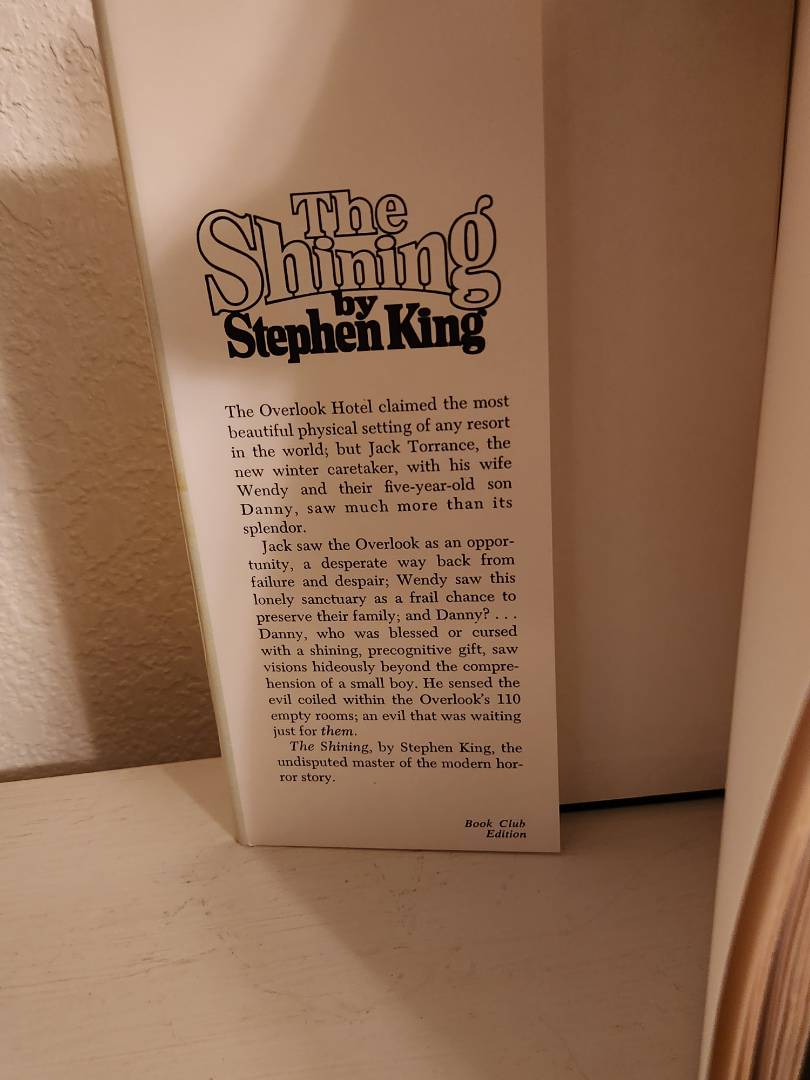 The
Shining
by
Stephen King
The Overlook Hotel claimed the most
beautiful physical setting of any resort
in the world; but Jack Torrance, the
new winter caretaker, with his wife
Wendy and their five-year-old son
Danny, saw much more than its
splendor.
Jack saw the Overlook as an oppor-
tunity, a desperate way back from
failure and despair; Wendy saw this
lonely sanctuary as a frail chance to
preserve their family; and Danny? . . .
Danny, who was blessed or cursed
with a shining, precognitive gift, saw
visions hideously beyond the compre-
hension of a small boy. He sensed the
evil coiled within the Overlook's 110
empty rooms; an evil that was waiting
just for them.
The Shining, by Stephen King, the
undisputed master of the modern hor-
ror story.
Book Club
Edition